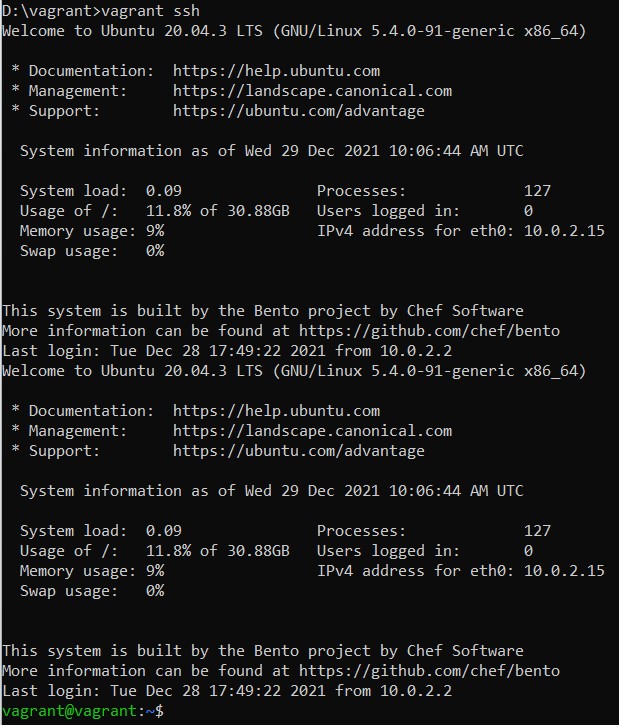 D:\vagrant>vagrant ssh
Welcome to Ubuntu 20.04.3 LTS (GNU/Linux 5.4.0-91-generic x86_64)
* Documentation:  https://help.ubuntu.com
* Management:     https://landscape.canonical.com
* Support:        https://ubuntu.com/advantage
System information as of Wed 29 Dec 2021 10:06:44 AM UTC
System load:  0.09               Processes:             127
Usage of /:   11.8% of 30.88GB   Users logged in:       0
Memory usage: 9%                 IPv4 address for eth0: 10.0.2.15
Swap usage:   0%
This system is built by the Bento project by Chef Software
More information can be found at https://github.com/chef/bento
Last login: Tue Dec 28 17:49:22 2021 from 10.0.2.2
Welcome to Ubuntu 20.04.3 LTS (GNU/Linux 5.4.0-91-generic x86_64)
* Documentation:  https://help.ubuntu.com
* Management:     https://landscape.canonical.com
* Support:        https://ubuntu.com/advantage
System information as of Wed 29 Dec 2021 10:06:44 AM UTC
System load:  0.09               Processes:             127
Usage of /:   11.8% of 30.88GB   Users logged in:       0
Memory usage: 9%                 IPv4 address for eth0: 10.0.2.15
Swap usage:   0%
This system is built by the Bento project by Chef Software
More information can be found at https://github.com/chef/bento
Last login: Tue Dec 28 17:49:22 2021 from 10.0.2.2
vagrant@vagrant:~$